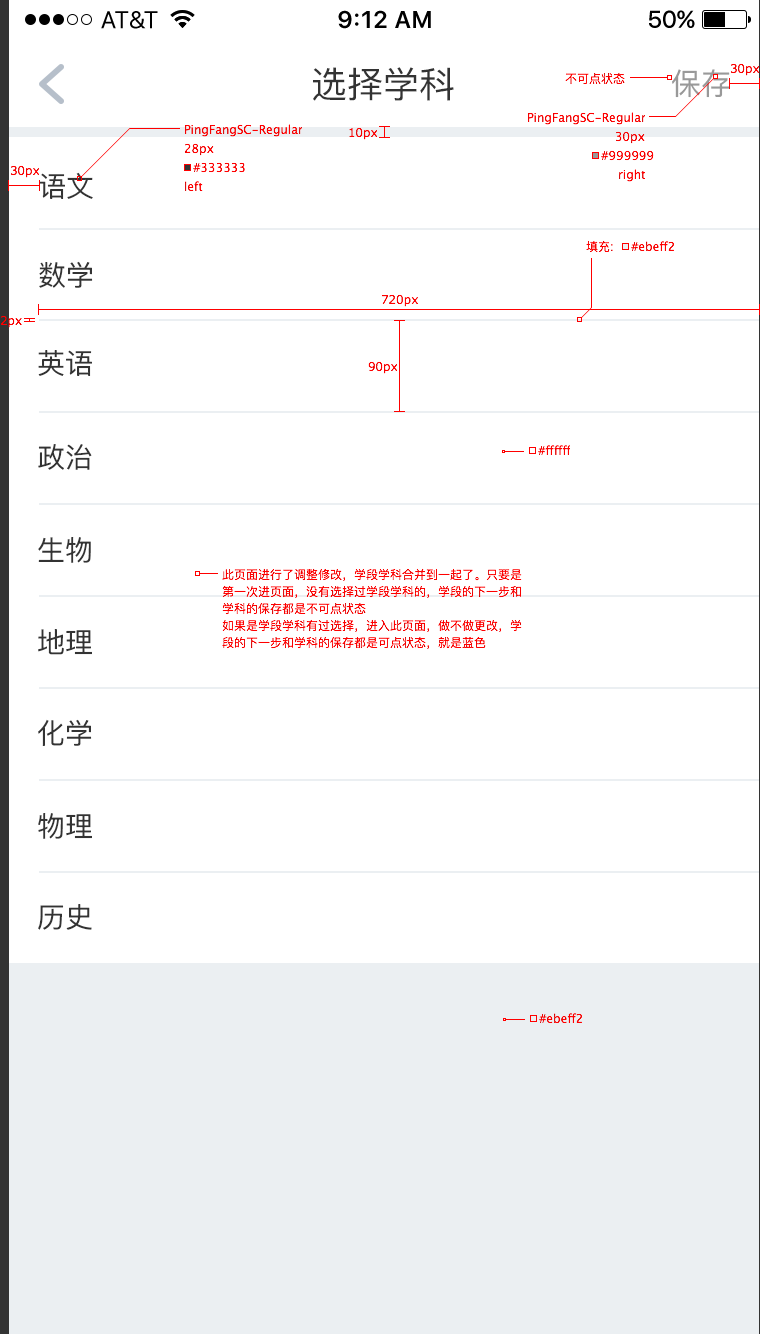 AT&T 9:12 AM 50%
选择学科
不可点状态
保存
30px
PingFangSC-Regular
30px
#999999
right
PingFangSC-Regular
28px
#333333
left
10px
30px
语文
填充: #ebeff2
数学
720px
2px
英语
90px
政治
#ffffff
生物
此页面进行了调整修改，学段学科合并到一起了。只要是
第一次进页面，没有选择过学段学科的，学段的下一步和
学科的保存都是不可点状态
如果是学段学科有过选择，进入此页面，做不做更改，学
段的下一步和学科的保存都是可点状态，就是蓝色
地理
化学
物理
历史
#ebeff2